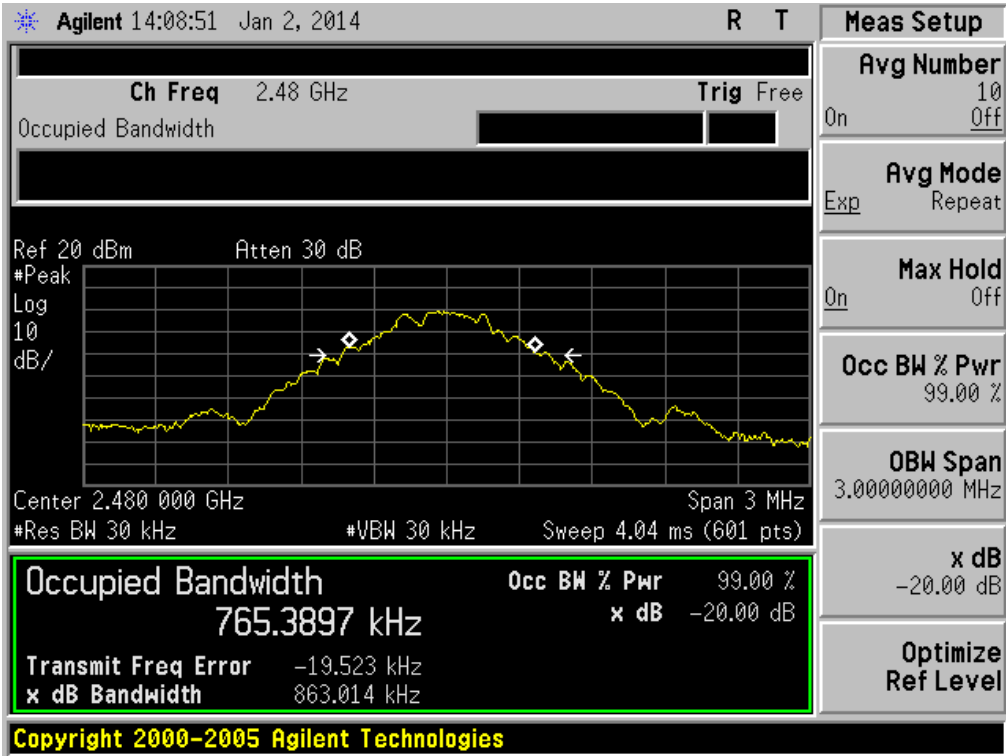 Agilent 14:08:51 Jan 2, 2014 R T
Ch Freq 2.48 GHz Trig Free
Occupied Bandwidth
Ref 20 dBm Atten 30 dB
#Peak
Log
10
dB/
Center 2.480 000 GHz Span 3 MHz
#Res BW 30 kHz #VBW 30 kHz Sweep 4.04 ms (601 pts)
Occupied Bandwidth Occ BW % Pwr 99.00 %
765.3897 kHz x dB -20.00 dB
Transmit Freq Error -19.523 kHz
x dB Bandwidth 863.014 kHz
Copyright 2000-2005 Agilent Technologies
Meas Setup
Avg Number
10
On Off
Avg Mode
Exp Repeat
Max Hold
On Off
Occ BW % Pwr
99.00 %
OBW Span
3.00000000 MHz
x dB
-20.00 dB
Optimize
Ref Level